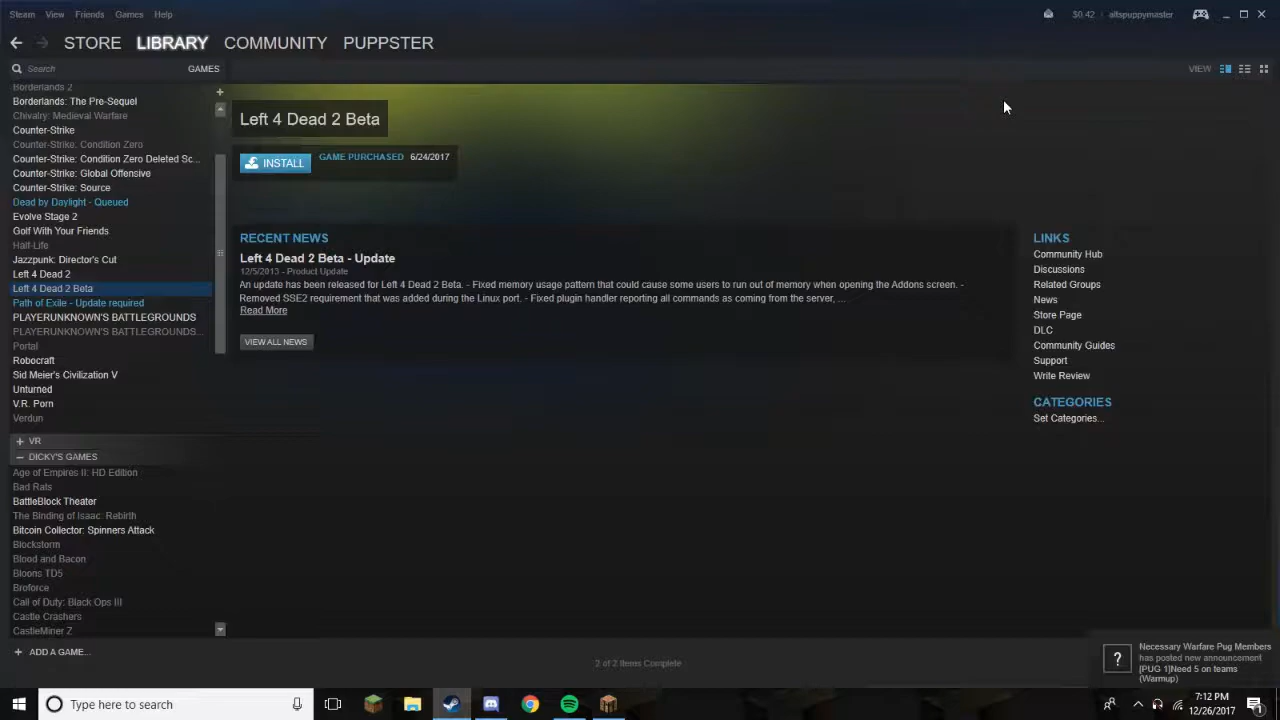 Steam View Friends Games Help
$0.42 altspuppymaster
STORE LIBRARY COMMUNITY PUPPSTER
Search GAMES
VIEW
Borderlands 2
Borderlands: The Pre-Sequel
Chivalry: Medieval Warfare
Counter-Strike
Counter-Strike: Condition Zero
Counter-Strike: Condition Zero Deleted Sc...
Counter-Strike: Global Offensive
Counter-Strike: Source
Dead by Daylight - Queued
Evolve Stage 2
Golf With Your Friends
Half-Life
Jazzpunk: Director's Cut
Left 4 Dead 2
Left 4 Dead 2 Beta
Path of Exile - Update required
PLAYERUNKNOWN'S BATTLEGROUNDS
PLAYERUNKNOWN'S BATTLEGROUNDS...
Portal
Robocraft
Sid Meier's Civilization V
Unturned
V.R. Porn
Verdun
+ VR
− DICKY'S GAMES
Age of Empires II: HD Edition
Bad Rats
BattleBlock Theater
The Binding of Isaac: Rebirth
Bitcoin Collector: Spinners Attack
Blockstorm
Blood and Bacon
Bloons TD5
Broforce
Call of Duty: Black Ops III
Castle Crashers
CastleMiner Z
+ ADD A GAME...
Left 4 Dead 2 Beta
INSTALL
GAME PURCHASED 6/24/2017
RECENT NEWS
Left 4 Dead 2 Beta - Update
12/5/2013 - Product Update
An update has been released for Left 4 Dead 2 Beta. - Fixed memory usage pattern that could cause some users to run out of memory when opening the Addons screen. -
Removed SSE2 requirement that was added during the Linux port. - Fixed plugin handler reporting all commands as coming from the server, ...
Read More
VIEW ALL NEWS
LINKS
Community Hub
Discussions
Related Groups
News
Store Page
DLC
Community Guides
Support
Write Review
CATEGORIES
Set Categories...
2 of 2 Items Complete
?
Necessary Warfare Pug Members
has posted new announcement
[PUG 1]Need 5 on teams
(Warmup)
Type here to search
7:12 PM
12/26/2017
1